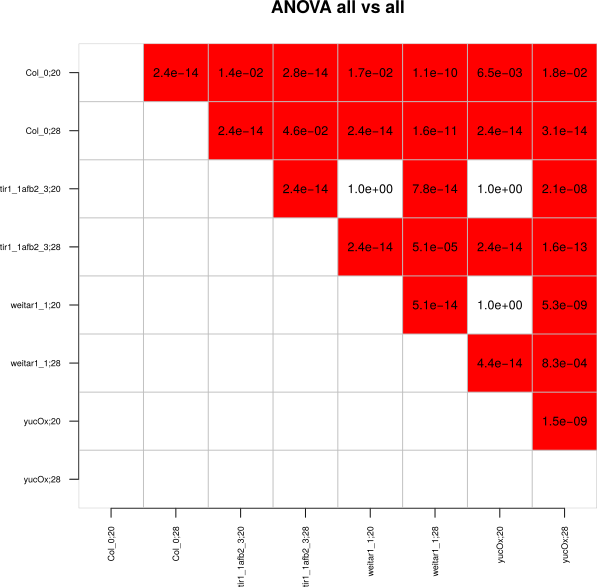 ANOVA all vs all
Col_0;20 2.4e−14 1.4e−02 2.8e−14 1.7e−02 1.1e−10 6.5e−03 1.8e−02
Col_0;28 2.4e−14 4.6e−02 2.4e−14 1.6e−11 2.4e−14 3.1e−14
tir1_1afb2_3;20 2.4e−14 1.0e+00 7.8e−14 1.0e+00 2.1e−08
tir1_1afb2_3;28 2.4e−14 5.1e−05 2.4e−14 1.6e−13
weitar1_1;20 5.1e−14 1.0e+00 5.3e−09
weitar1_1;28 4.4e−14 8.3e−04
yucOx;20 1.5e−09
yucOx;28
Col_0;20
Col_0;28
tir1_1afb2_3;20
tir1_1afb2_3;28
weitar1_1;20
weitar1_1;28
yucOx;20
yucOx;28